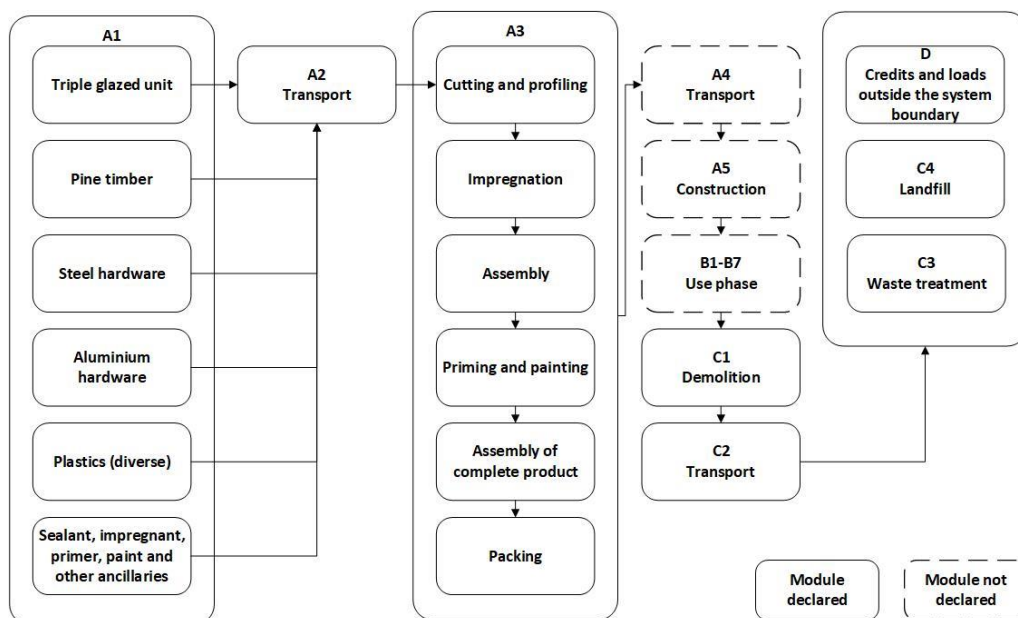 A1
Triple glazed unit
Pine timber
Steel hardware
Aluminium
hardware
Plastics (diverse)
Sealant, impregnant,
primer, paint and
other ancillaries
A2
Transport
A3
Cutting and profiling
Impregnation
Assembly
Priming and painting
Assembly of
complete product
Packing
A4
Transport
A5
Construction
B1-B7
Use phase
C1
Demolition
C2
Transport
D
Credits and loads
outside the system
boundary
C4
Landfill
C3
Waste treatment
Module
declared
Module not
declared